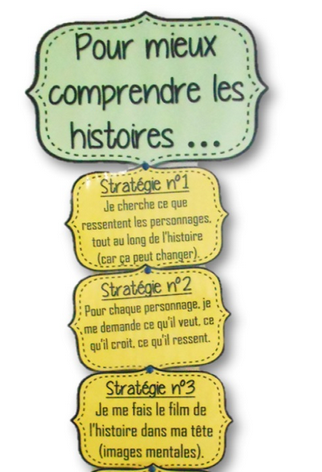 Pour mieux
comprendre les
histoires ...
Stratégie n°1
Je cherche ce que
ressentent les personnages,
tout au long de l'histoire
(car ça peut changer).
Stratégie n°2
Pour chaque personnage, je
me demande ce qu'il veut, ce
qu'il croit, ce qu'il ressent.
Stratégie n°3
Je me fais le film de
l'histoire dans ma tête
(images mentales).